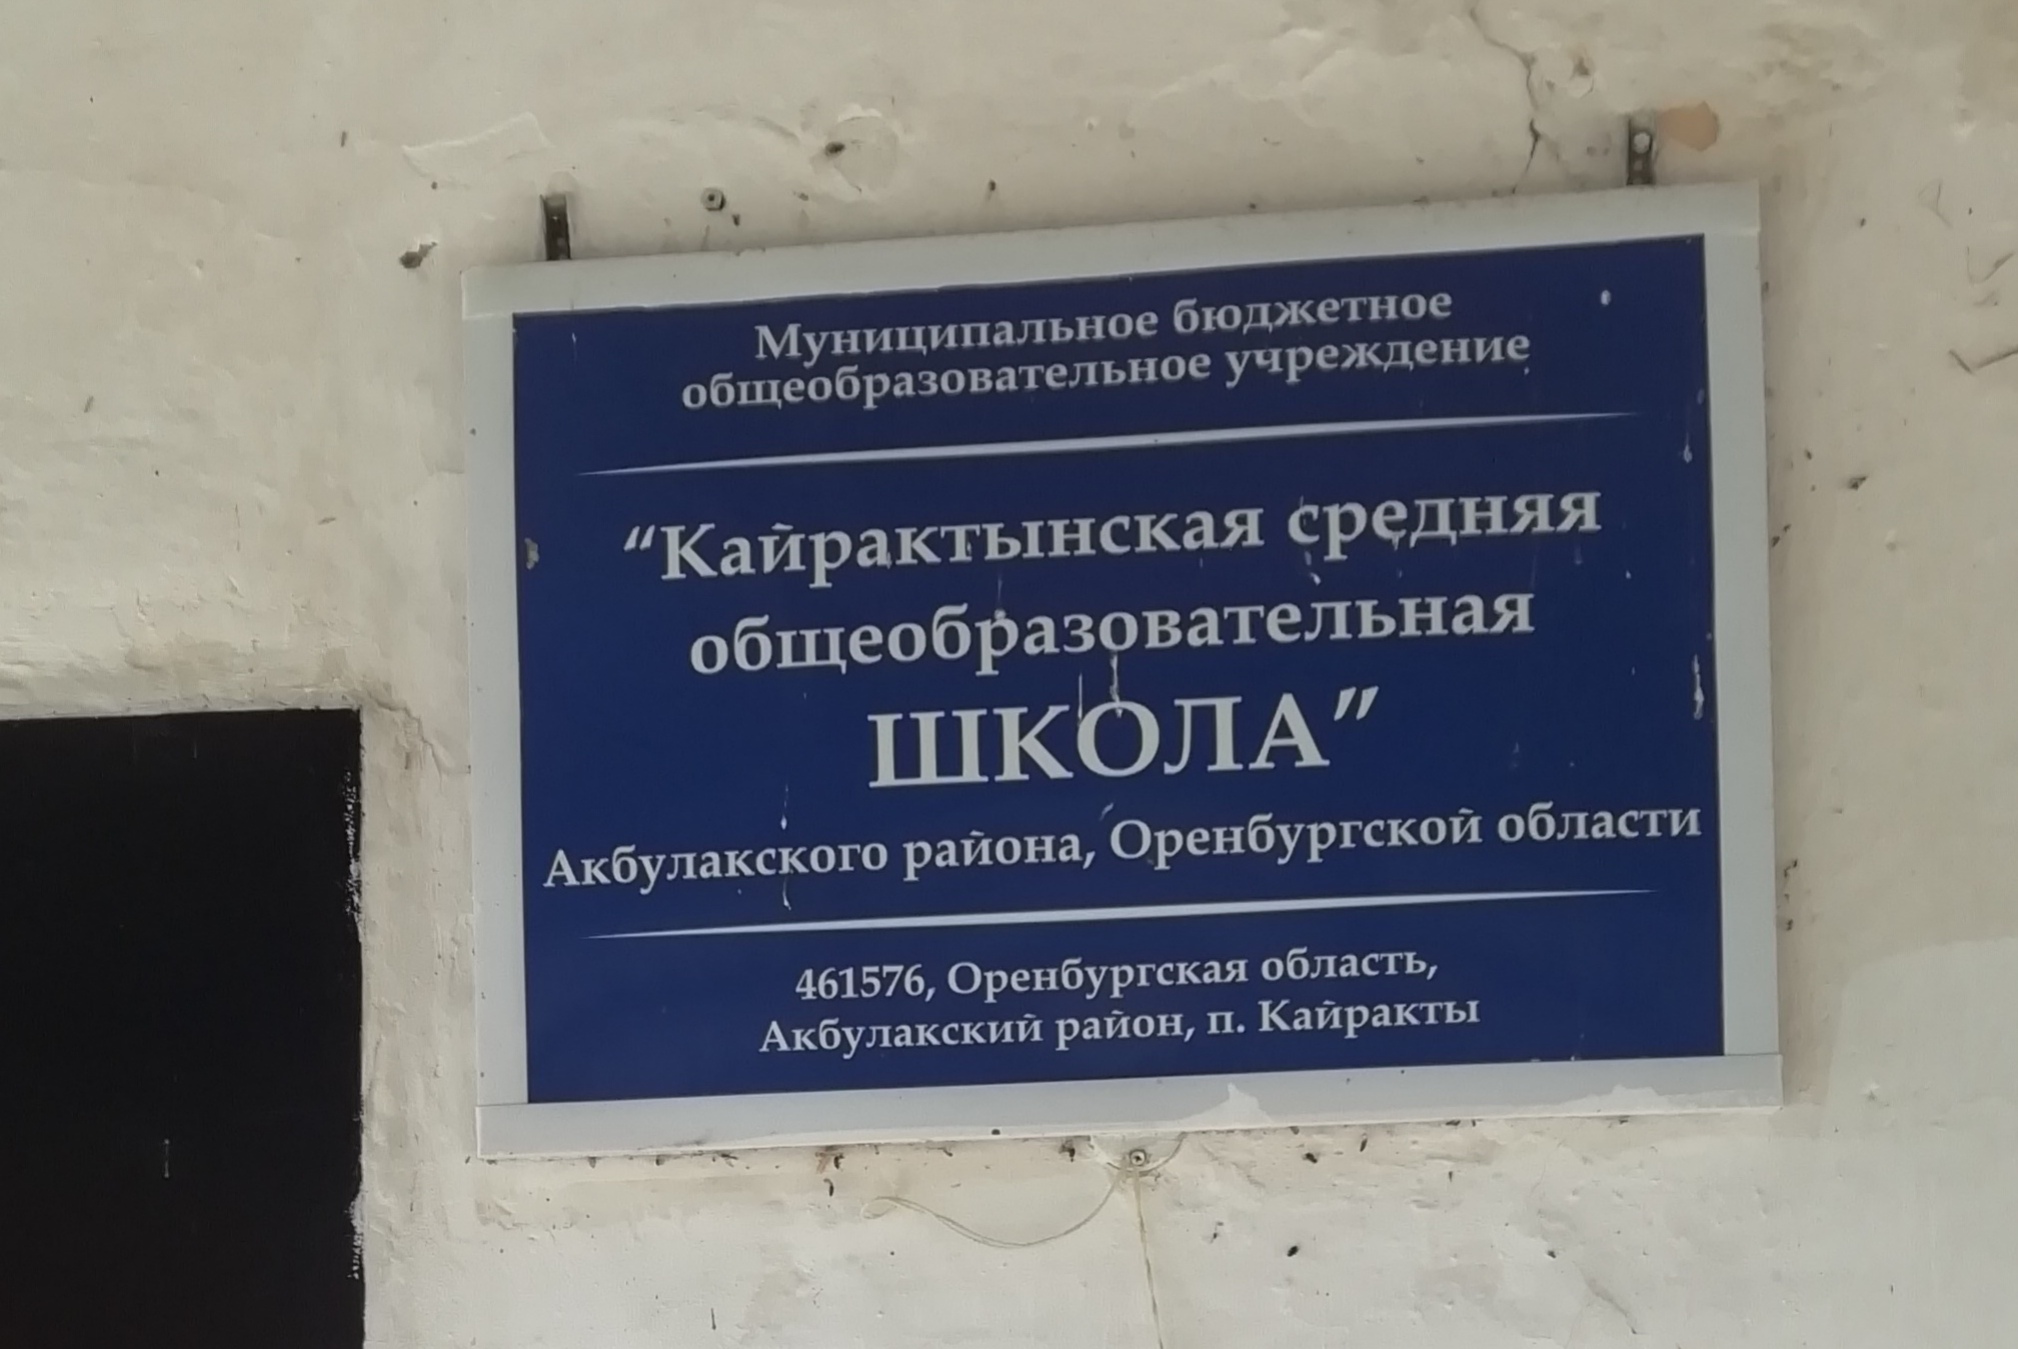 Муниципальное бюджетное
общеобразовательное учреждение
“Кайрактынская средняя
общеобразовательная
ШКОЛА”
Акбулакского района, Оренбургской области
461576, Оренбургская область,
Акбулакский район, п. Кайракты